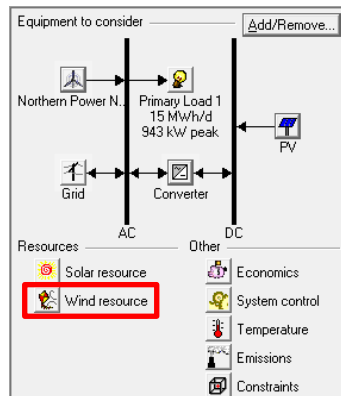 Equipment to consider
Add/Remove...
Northern Power N..
Primary Load 1
15 MWh/d
943 kW peak
PV
Grid
Converter
AC
DC
Resources
Other
Solar resource
Economics
Wind resource
System control
Temperature
Emissions
Constraints